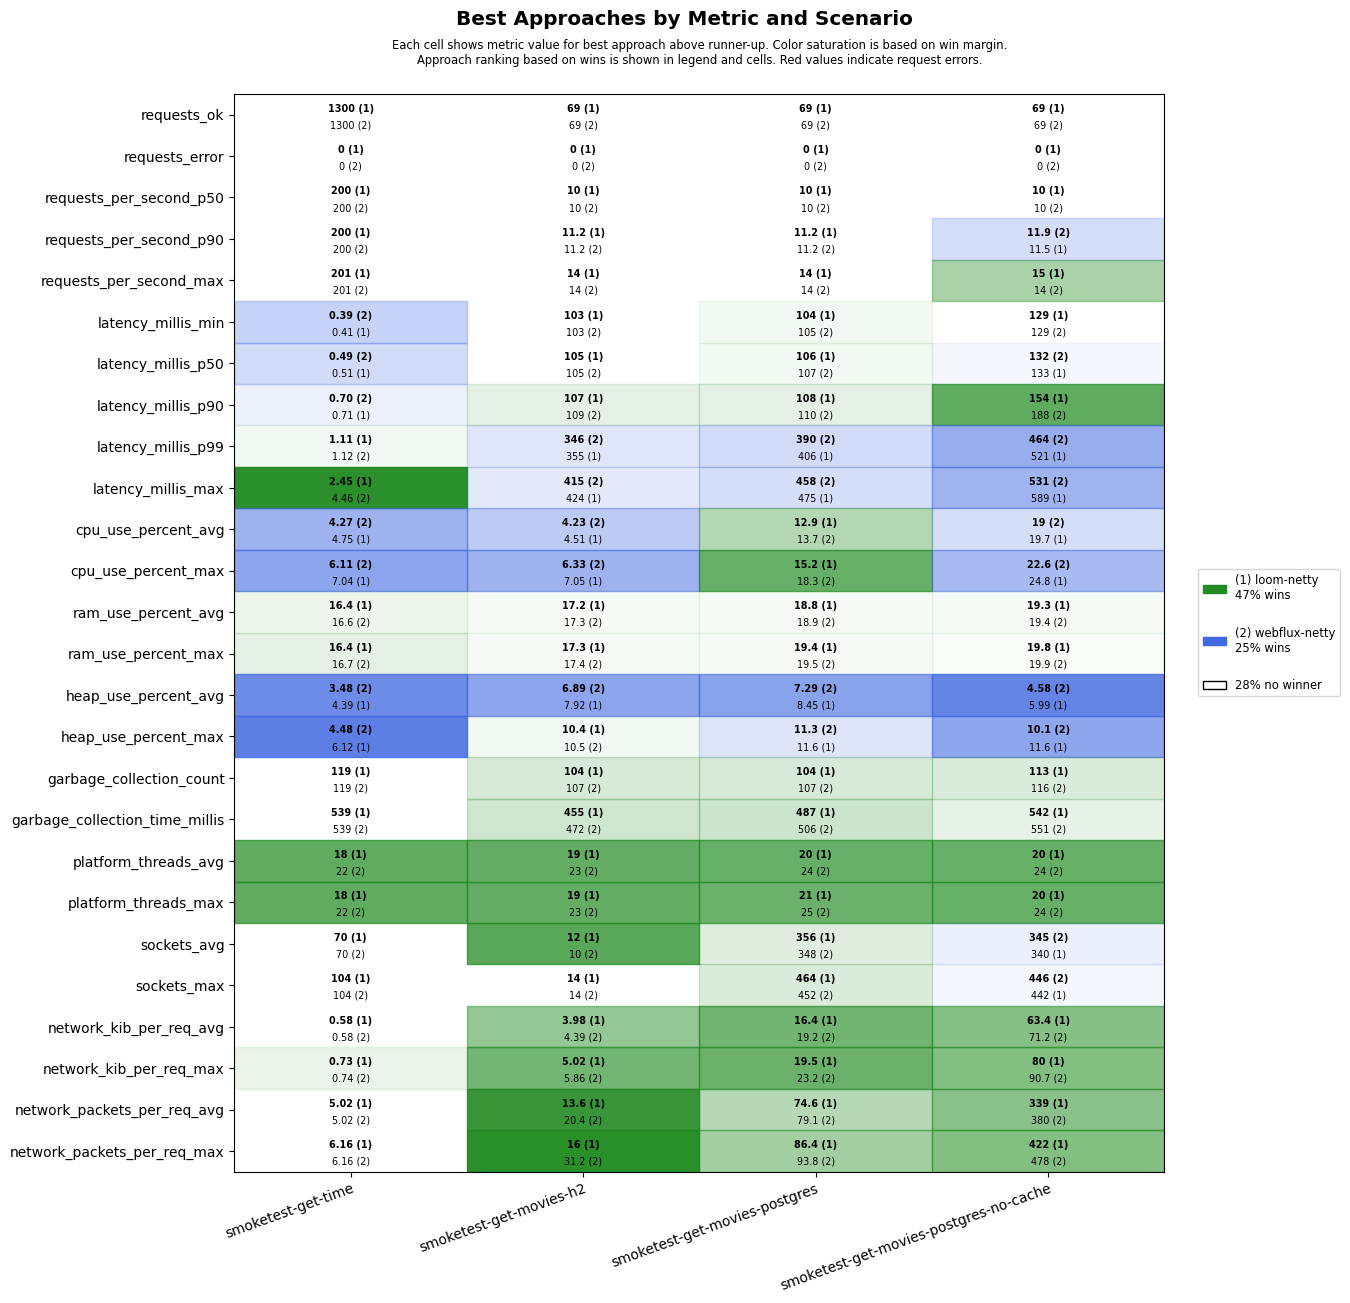 Best Approaches by Metric and Scenario
Each cell shows metric value for best approach above runner-up. Color saturation is based on win margin.
Approach ranking based on wins is shown in legend and cells. Red values indicate request errors.
requests_ok
1300 (1) 69 (1) 69 (1) 69 (1)
1300 (2) 69 (2) 69 (2) 69 (2)
requests_error
0 (1) 0 (1) 0 (1) 0 (1)
0 (2) 0 (2) 0 (2) 0 (2)
requests_per_second_p50
200 (1) 10 (1) 10 (1) 10 (1)
200 (2) 10 (2) 10 (2) 10 (2)
requests_per_second_p90
200 (1) 11.2 (1) 11.2 (1) 11.9 (2)
200 (2) 11.2 (2) 11.2 (2) 11.5 (1)
requests_per_second_max
201 (1) 14 (1) 14 (1) 15 (1)
201 (2) 14 (2) 14 (2) 14 (2)
latency_millis_min
0.39 (2) 103 (1) 104 (1) 129 (1)
0.41 (1) 103 (2) 105 (2) 129 (2)
latency_millis_p50
0.49 (2) 105 (1) 106 (1) 132 (2)
0.51 (1) 105 (2) 107 (2) 133 (1)
latency_millis_p90
0.70 (2) 107 (1) 108 (1) 154 (1)
0.71 (1) 109 (2) 110 (2) 188 (2)
latency_millis_p99
1.11 (1) 346 (2) 390 (2) 464 (2)
1.12 (2) 355 (1) 406 (1) 521 (1)
latency_millis_max
2.45 (1) 415 (2) 458 (2) 531 (2)
4.46 (2) 424 (1) 475 (1) 589 (1)
cpu_use_percent_avg
4.27 (2) 4.23 (2) 12.9 (1) 19 (2)
4.75 (1) 4.51 (1) 13.7 (2) 19.7 (1)
cpu_use_percent_max
6.11 (2) 6.33 (2) 15.2 (1) 22.6 (2)
7.04 (1) 7.05 (1) 18.3 (2) 24.8 (1)
ram_use_percent_avg
16.4 (1) 17.2 (1) 18.8 (1) 19.3 (1)
16.6 (2) 17.3 (2) 18.9 (2) 19.4 (2)
ram_use_percent_max
16.4 (1) 17.3 (1) 19.4 (1) 19.8 (1)
16.7 (2) 17.4 (2) 19.5 (2) 19.9 (2)
heap_use_percent_avg
3.48 (2) 6.89 (2) 7.29 (2) 4.58 (2)
4.39 (1) 7.92 (1) 8.45 (1) 5.99 (1)
heap_use_percent_max
4.48 (2) 10.4 (1) 11.3 (2) 10.1 (2)
6.12 (1) 10.5 (2) 11.6 (1) 11.6 (1)
garbage_collection_count
119 (1) 104 (1) 104 (1) 113 (1)
119 (2) 107 (2) 107 (2) 116 (2)
garbage_collection_time_millis
539 (1) 455 (1) 487 (1) 542 (1)
539 (2) 472 (2) 506 (2) 551 (2)
platform_threads_avg
18 (1) 19 (1) 20 (1) 20 (1)
22 (2) 23 (2) 24 (2) 24 (2)
platform_threads_max
18 (1) 19 (1) 21 (1) 20 (1)
22 (2) 23 (2) 25 (2) 24 (2)
sockets_avg
70 (1) 12 (1) 356 (1) 345 (2)
70 (2) 10 (2) 348 (2) 340 (1)
sockets_max
104 (1) 14 (1) 464 (1) 446 (2)
104 (2) 14 (2) 452 (2) 442 (1)
network_kib_per_req_avg
0.58 (1) 3.98 (1) 16.4 (1) 63.4 (1)
0.58 (2) 4.39 (2) 19.2 (2) 71.2 (2)
network_kib_per_req_max
0.73 (1) 5.02 (1) 19.5 (1) 80 (1)
0.74 (2) 5.86 (2) 23.2 (2) 90.7 (2)
network_packets_per_req_avg
5.02 (1) 13.6 (1) 74.6 (1) 339 (1)
5.02 (2) 20.4 (2) 79.1 (2) 380 (2)
network_packets_per_req_max
6.16 (1) 16 (1) 86.4 (1) 422 (1)
6.16 (2) 31.2 (2) 93.8 (2) 478 (2)
smoketest-get-time
smoketest-get-movies-h2
smoketest-get-movies-postgres
smoketest-get-movies-postgres-no-cache
(1) loom-netty
47% wins
(2) webflux-netty
25% wins
28% no winner